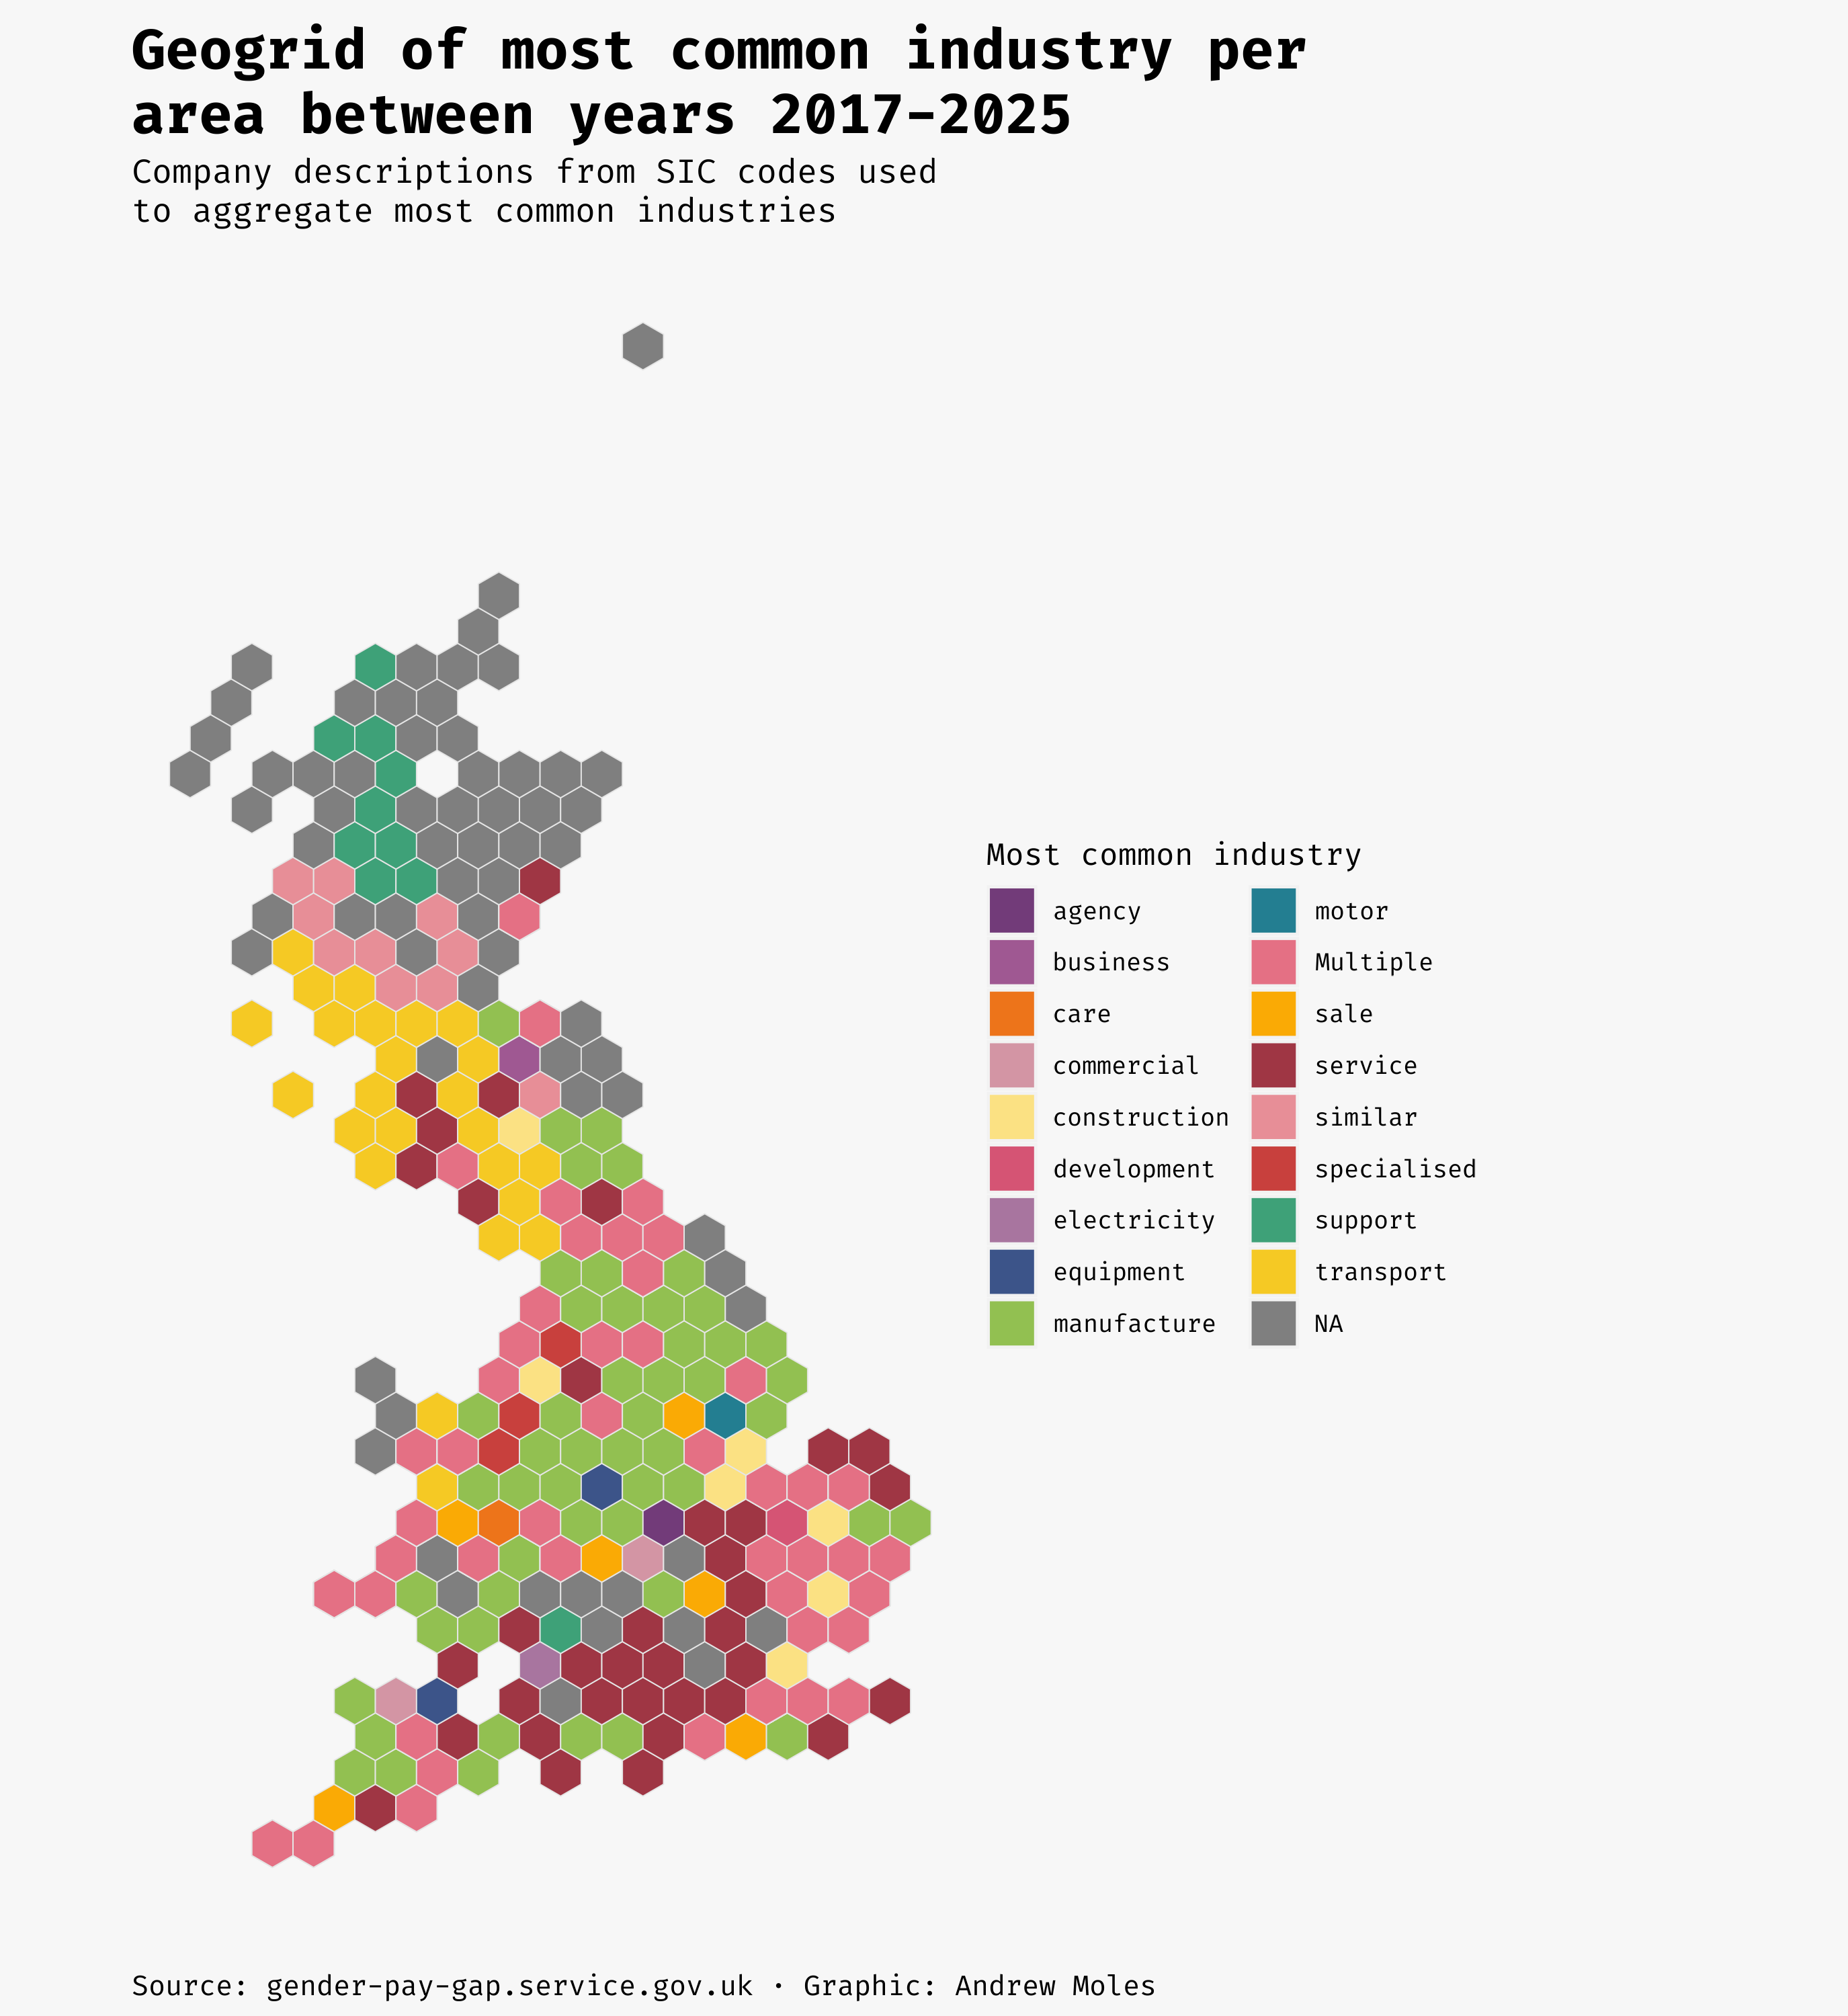 Geogrid of most common industry per
area between years 2017-2025
Company descriptions from SIC codes used
to aggregate most common industries
Most common industry
agency
business
care
commercial
construction
development
electricity
equipment
manufacture
motor
Multiple
sale
service
similar
specialised
support
transport
NA
Source: gender-pay-gap.service.gov.uk · Graphic: Andrew Moles